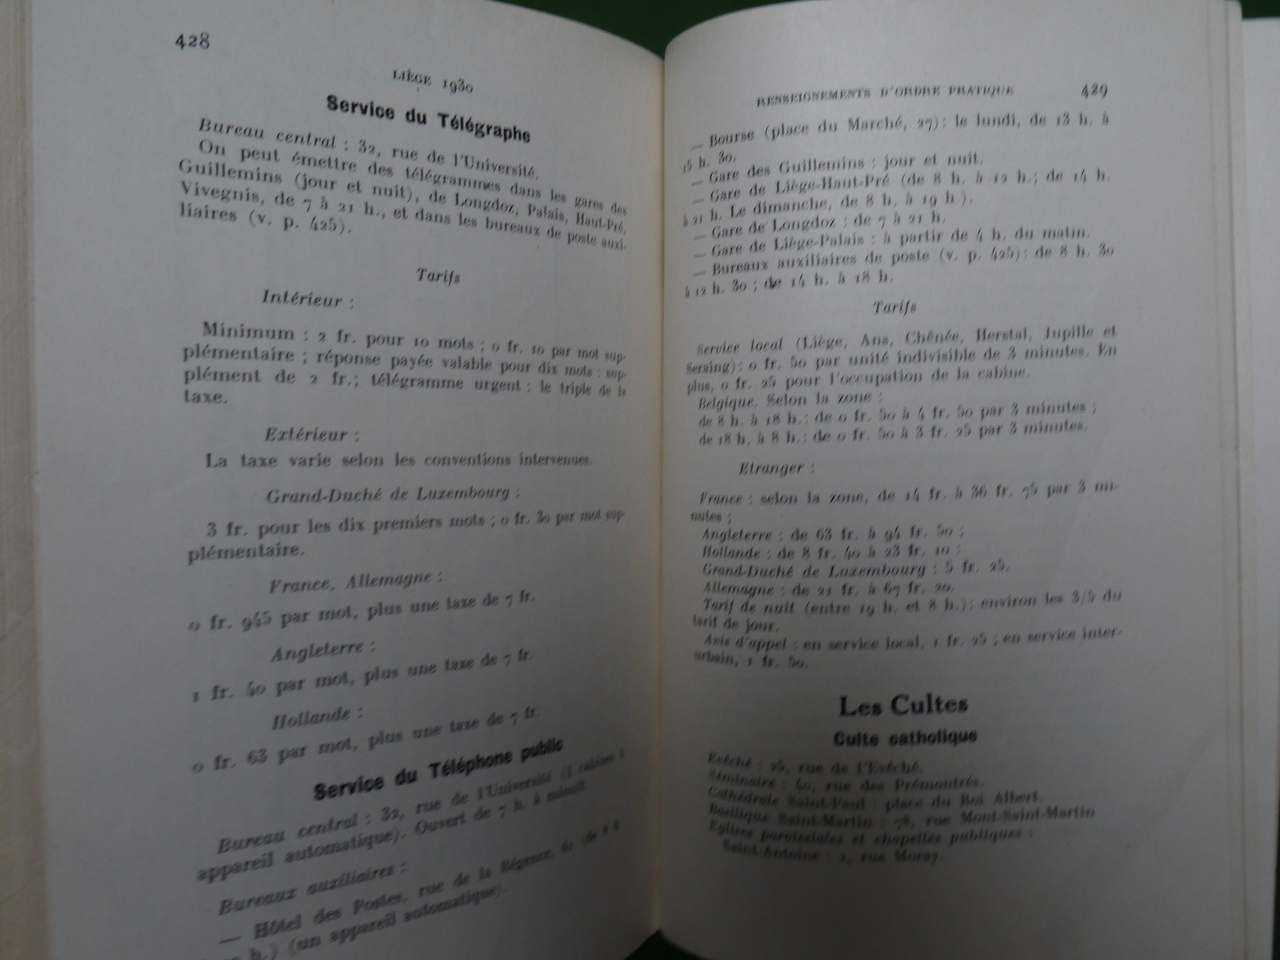 428
LIÈGE 1930
Service du Télégraphe
Bureau central : 32, rue de l'Université.
On peut émettre des télégrammes dans les gares des
Guillemins (jour et nuit), de Longdoz, Palais, Haut-Pré,
Vivegnis, de 7 à 21 h., et dans les bureaux de poste auxi-
liaires (v. p. 425).
Tarifs
Intérieur :
Minimum : 2 fr. pour 10 mots ; 0 fr. 10 par mot sup-
plémentaire ; réponse payée valable pour dix mots : sup-
plément de 2 fr.; télégramme urgent : le triple de la
taxe.
Extérieur :
La taxe varie selon les conventions intervenues.
Grand-Duché de Luxembourg :
3 fr. pour les dix premiers mots ; 0 fr. 30 par mot sup-
plémentaire.
France, Allemagne :
0 fr. 945 par mot, plus une taxe de 7 fr.
Angleterre :
1 fr. 40 par mot, plus une taxe de 7 fr.
Hollande :
0 fr. 63 par mot, plus une taxe de 7 fr.
Service du Téléphone public
Bureau central : 32, rue de l'Université (5 cabines 1
appareil automatique). Ouvert de 7 h. à minuit.
Bureaux auxiliaires :
— Hôtel des Postes, rue de la Régence, 61 (de 8 à
h.) (un appareil automatique).
RENSEIGNEMENTS D'ORDRE PRATIQUE
429
— Bourse (place du Marché, 27) : le lundi, de 13 h. à
15 h. 30.
— Gare des Guillemins : jour et nuit.
— Gare de Liège-Haut-Pré (de 8 h. à 12 h.; de 14 h.
à 21 h. Le dimanche, de 8 h. à 19 h.).
— Gare de Longdoz : de 7 à 21 h.
— Gare de Liège-Palais : à partir de 4 h. du matin.
— Bureaux auxiliaires de poste (v. p. 425) : de 8 h. 30
à 12 h. 30 ; de 14 h. à 18 h.
Tarifs
Service local (Liège, Ans, Chênée, Herstal, Jupille et
Seraing) : 0 fr. 50 par unité indivisible de 3 minutes. En
plus, 0 fr. 25 pour l'occupation de la cabine.
Belgique. Selon la zone :
de 8 h. à 18 h. : de 0 fr. 50 à 4 fr. 50 par 3 minutes ;
de 18 h. à 8 h. : de 0 fr. 50 à 3 fr. 25 par 3 minutes.
Etranger :
France : selon la zone, de 14 fr. à 36 fr. 75 par 3 mi-
nutes ;
Angleterre : de 63 fr. à 94 fr. 50 ;
Hollande : de 8 fr. 40 à 23 fr. 10 ;
Grand-Duché de Luxembourg : 5 fr. 25.
Allemagne : de 21 fr. à 67 fr. 20.
Tarif de nuit (entre 19 h. et 8 h.) : environ les 3/5 du
tarif de jour.
Avis d'appel : en service local, 1 fr. 25 ; en service inter-
urbain, 1 fr. 50.
Les Cultes
Culte catholique
Evêché : 25, rue de l'Evêché.
Séminaire : 40, rue des Prémontrés.
Cathédrale Saint-Paul : place du Roi Albert.
Basilique Saint-Martin : 78, rue Mont-Saint-Martin
Eglises paroissiales et chapelles publiques :
Saint-Antoine : 2, rue Moray.